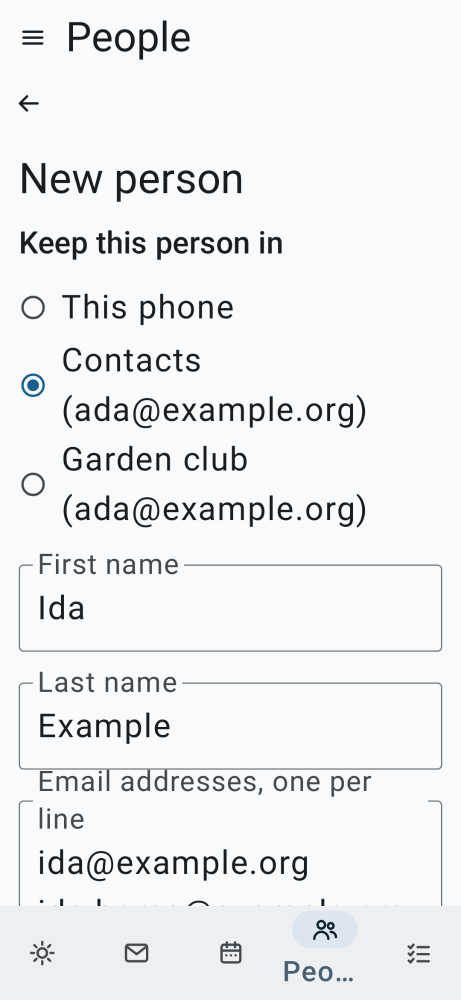 People
New person
Keep this person in
This phone
Contacts
(ada@example.org)
Garden club
(ada@example.org)
First name
Ida
Last name
Example
Email addresses, one per
line
ida@example.org
Peo…